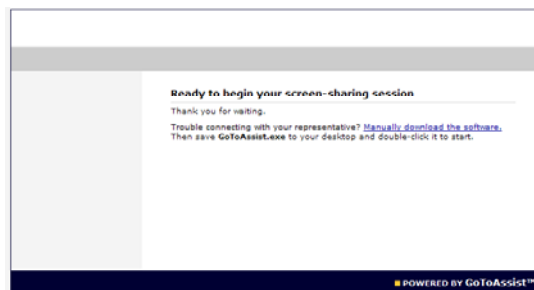 Ready to begin your screen-sharing session
Thank you for waiting.
Trouble connecting with your representative? Manually download the software.
Then save GoToAssist.exe to your desktop and double-click it to start.
POWERED BY GoToAssist™